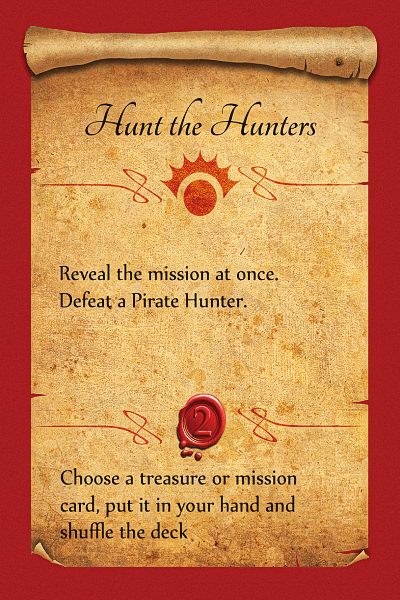 Hunt the Hunters
Reveal the mission at once.
Defeat a Pirate Hunter.
2
Choose a treasure or mission
card, put it in your hand and
shuffle the deck